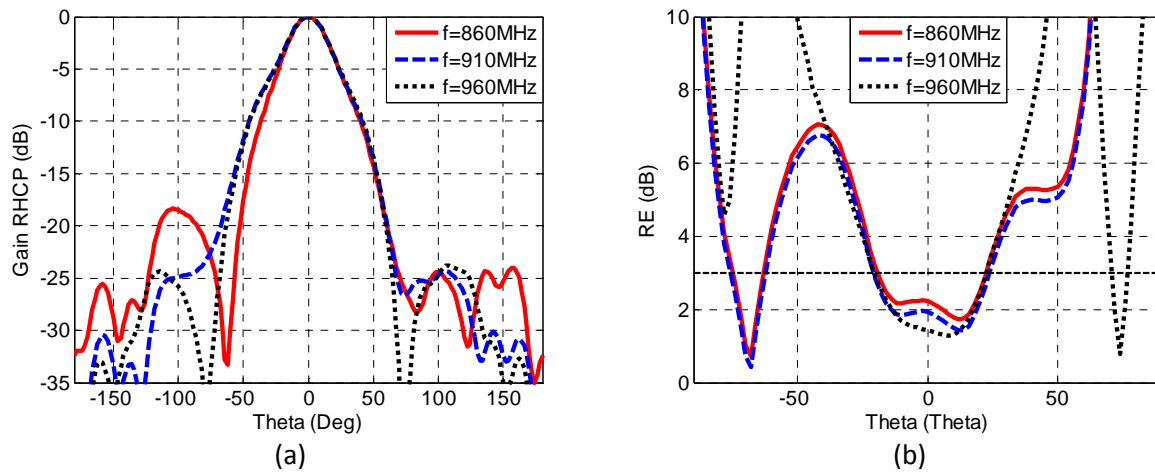 0
-5
-10
-15
-20
-25
-30
-35
Gain RHCP (dB)
-150 -100 -50 0 50 100 150
Theta (Deg)
f=860MHz
f=910MHz
f=960MHz
(a)
10
8
6
4
2
0
RE (dB)
-50 0 50
Theta (Theta)
f=860MHz
f=910MHz
f=960MHz
(b)